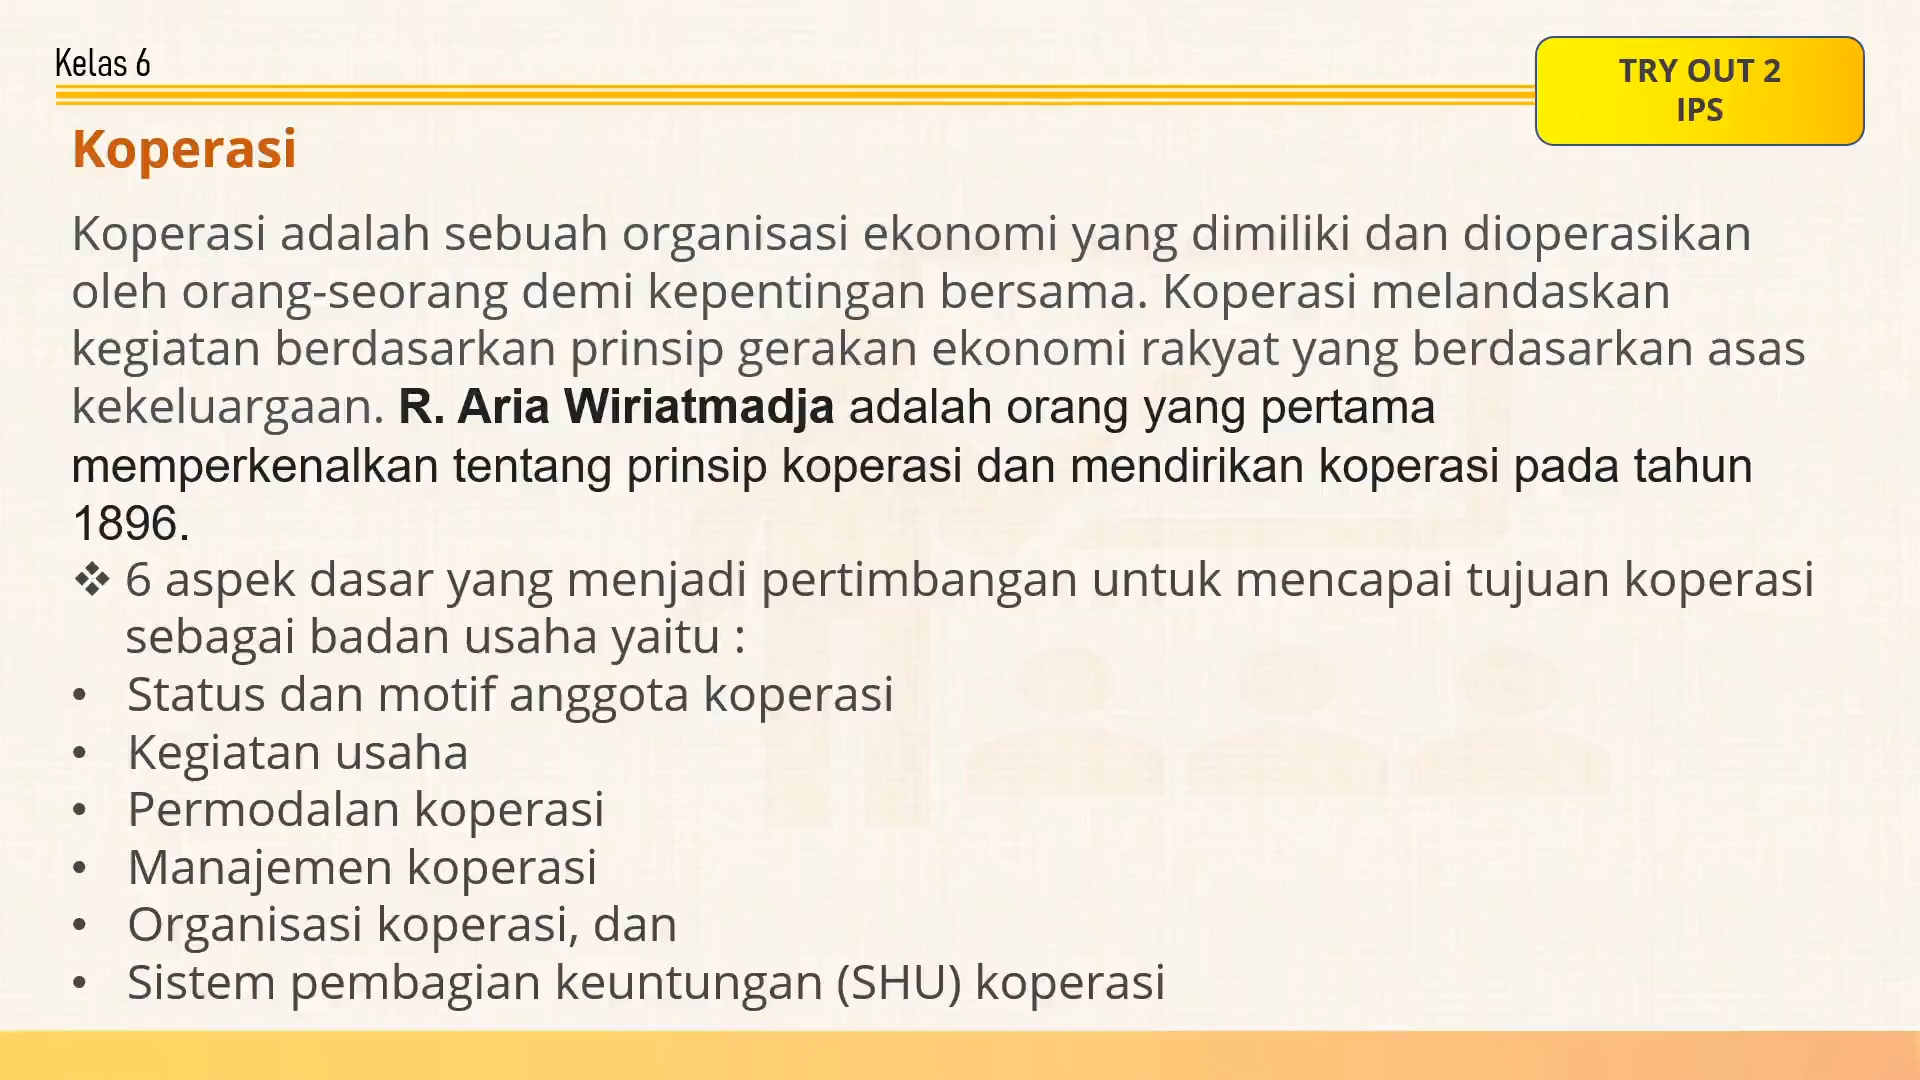 Kelas 6
TRY OUT 2
IPS
Koperasi
Koperasi adalah sebuah organisasi ekonomi yang dimiliki dan dioperasikan
oleh orang-seorang demi kepentingan bersama. Koperasi melandaskan
kegiatan berdasarkan prinsip gerakan ekonomi rakyat yang berdasarkan asas
kekeluargaan. R. Aria Wiriatmadja adalah orang yang pertama
memperkenalkan tentang prinsip koperasi dan mendirikan koperasi pada tahun
1896.
❖ 6 aspek dasar yang menjadi pertimbangan untuk mencapai tujuan koperasi
sebagai badan usaha yaitu :
• Status dan motif anggota koperasi
• Kegiatan usaha
• Permodalan koperasi
• Manajemen koperasi
• Organisasi koperasi, dan
• Sistem pembagian keuntungan (SHU) koperasi